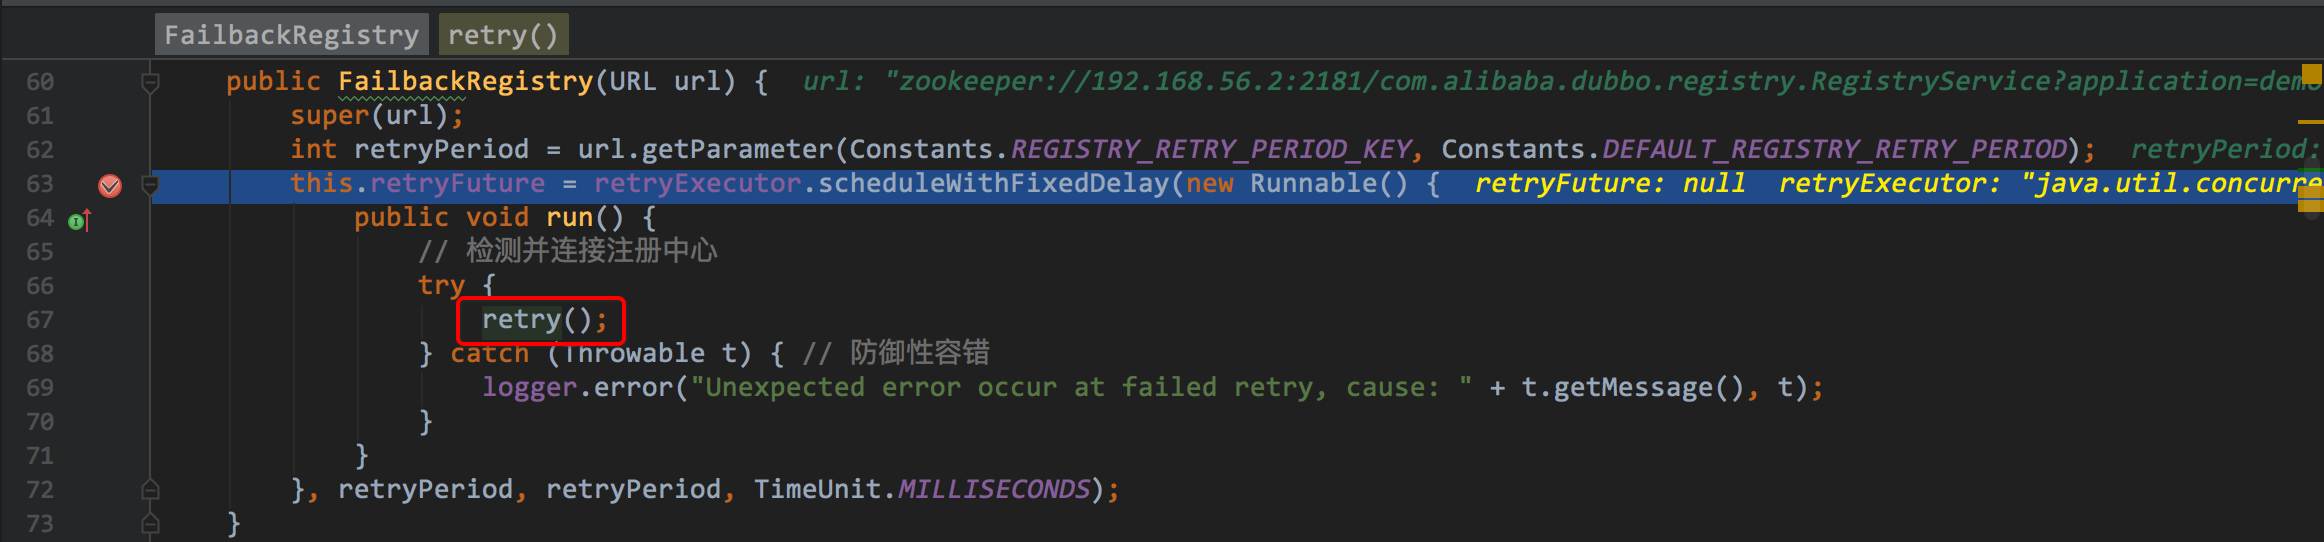 FailbackRegistry retry()
60 public FailbackRegistry(URL url) { url: "zookeeper://192.168.56.2:2181/com.alibaba.dubbo.registry.RegistryService?application=demo
61 super(url);
62 int retryPeriod = url.getParameter(Constants.REGISTRY_RETRY_PERIOD_KEY, Constants.DEFAULT_REGISTRY_RETRY_PERIOD); retryPeriod:
63 this.retryFuture = retryExecutor.scheduleWithFixedDelay(new Runnable() { retryFuture: null retryExecutor: "java.util.concurre
64 public void run() {
65 // 检测并连接注册中心
66 try {
67 retry();
68 } catch (Throwable t) { // 防御性容错
69 logger.error("Unexpected error occur at failed retry, cause: " + t.getMessage(), t);
70 }
71 }
72 }, retryPeriod, retryPeriod, TimeUnit.MILLISECONDS);
73 }